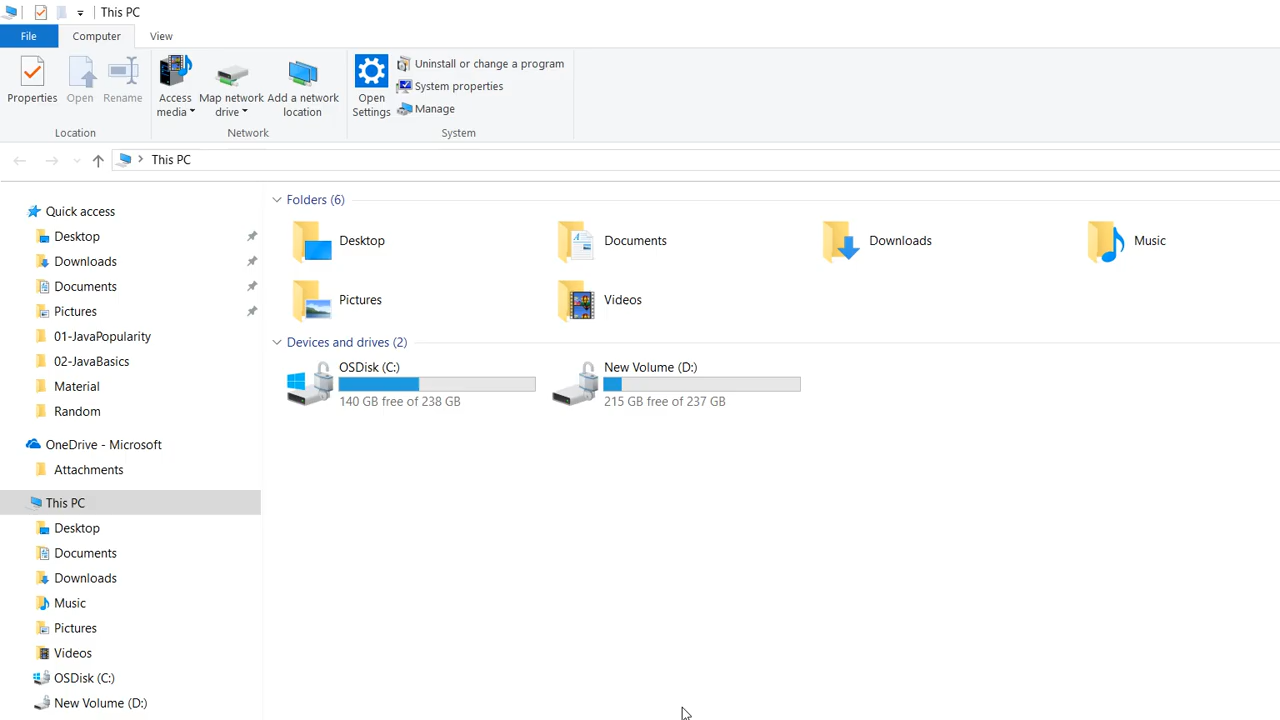 This PC
File
Computer
View
Properties
Open
Rename
Location
Access media
Map network drive
Add a network location
Network
Open Settings
Uninstall or change a program
System properties
Manage
System
This PC
Quick access
Desktop
Downloads
Documents
Pictures
01-JavaPopularity
02-JavaBasics
Material
Random
OneDrive - Microsoft
Attachments
This PC
Desktop
Documents
Downloads
Music
Pictures
Videos
OSDisk (C:)
New Volume (D:)
Folders (6)
Desktop
Documents
Downloads
Music
Pictures
Videos
Devices and drives (2)
OSDisk (C:)
140 GB free of 238 GB
New Volume (D:)
215 GB free of 237 GB